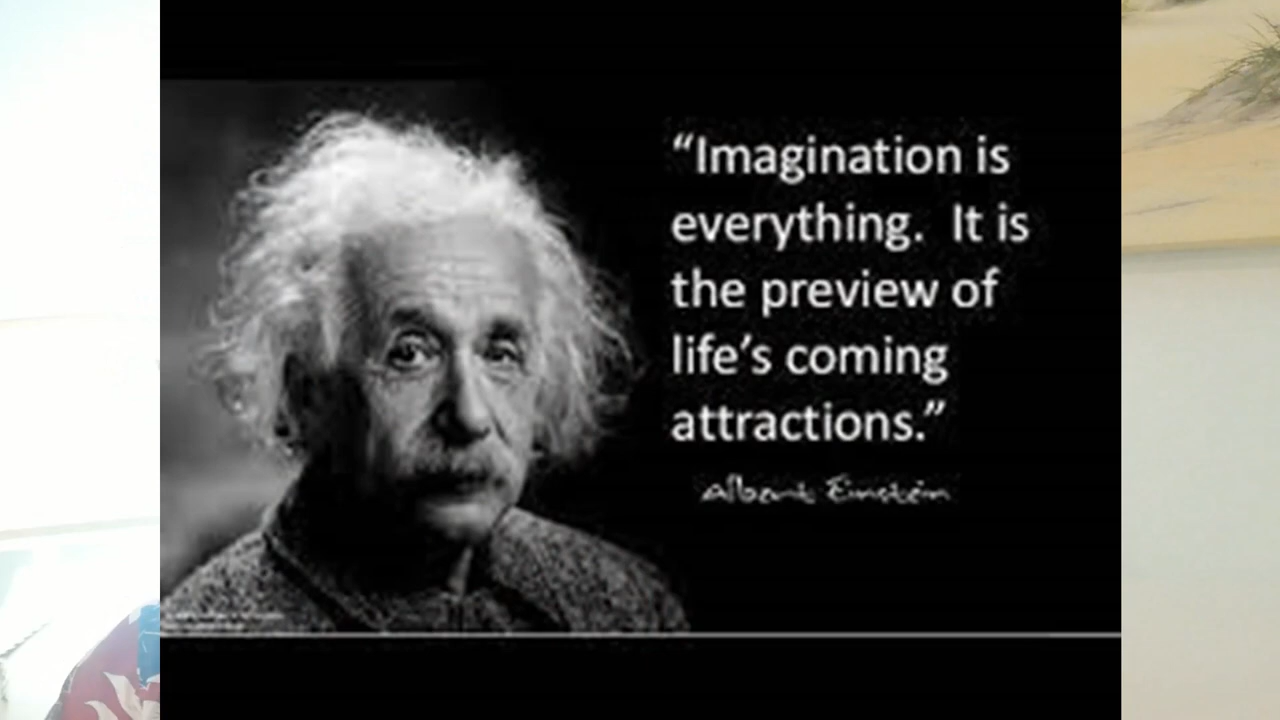 “Imagination is
everything.  It is
the preview of
life’s coming
attractions.”
Albert Einstein